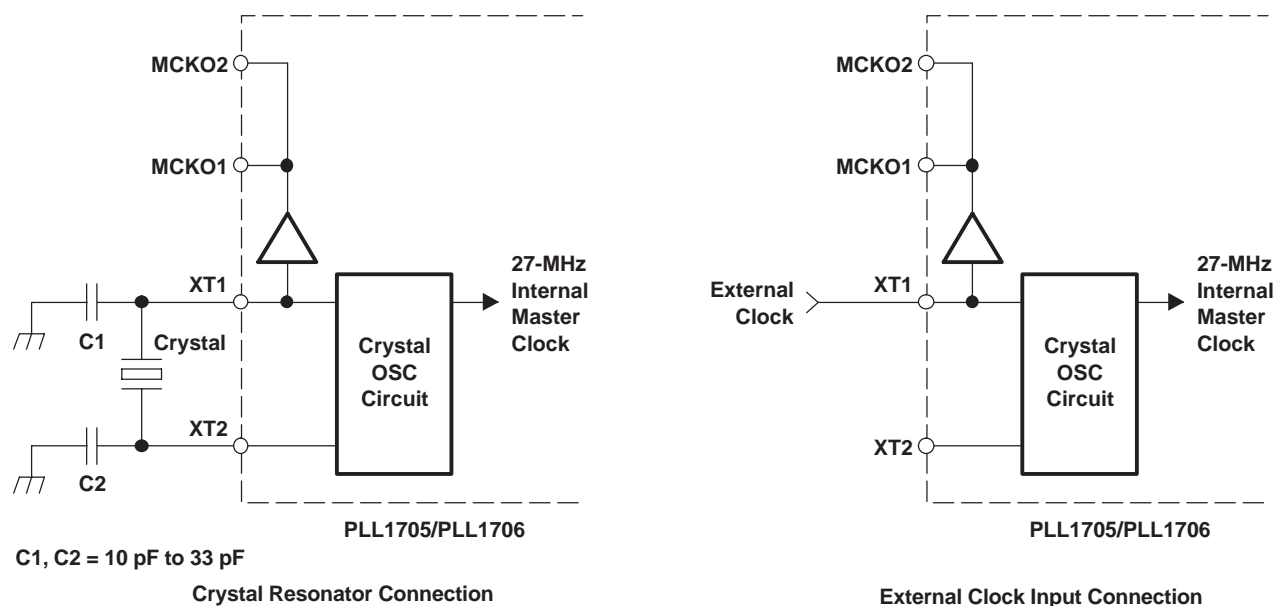 MCKO2
MCKO1
XT1
C1
Crystal
XT2
C2
Crystal
OSC
Circuit
27-MHz
Internal
Master
Clock
PLL1705/PLL1706
C1, C2 = 10 pF to 33 pF
Crystal Resonator Connection
MCKO2
MCKO1
External
Clock
XT1
XT2
Crystal
OSC
Circuit
27-MHz
Internal
Master
Clock
PLL1705/PLL1706
External Clock Input Connection